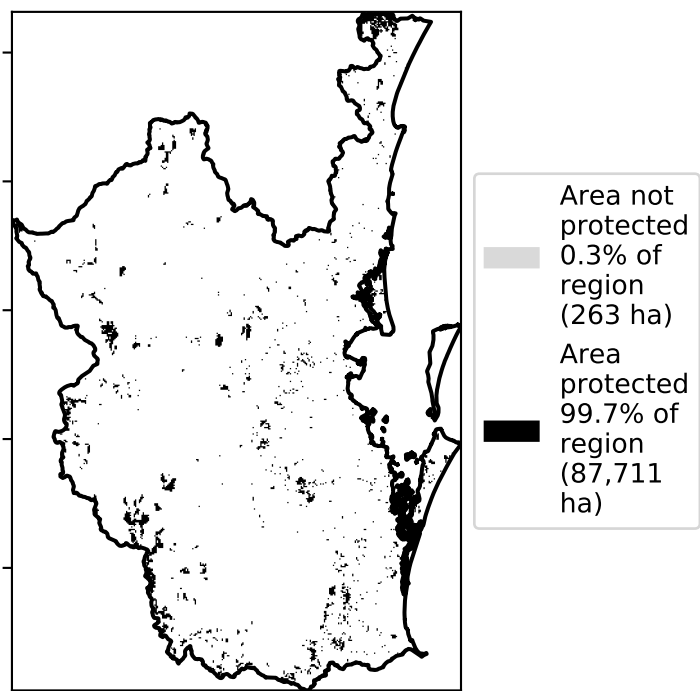 Area not
protected
0.3% of
region
(263 ha)
Area
protected
99.7% of
region
(87,711
ha)